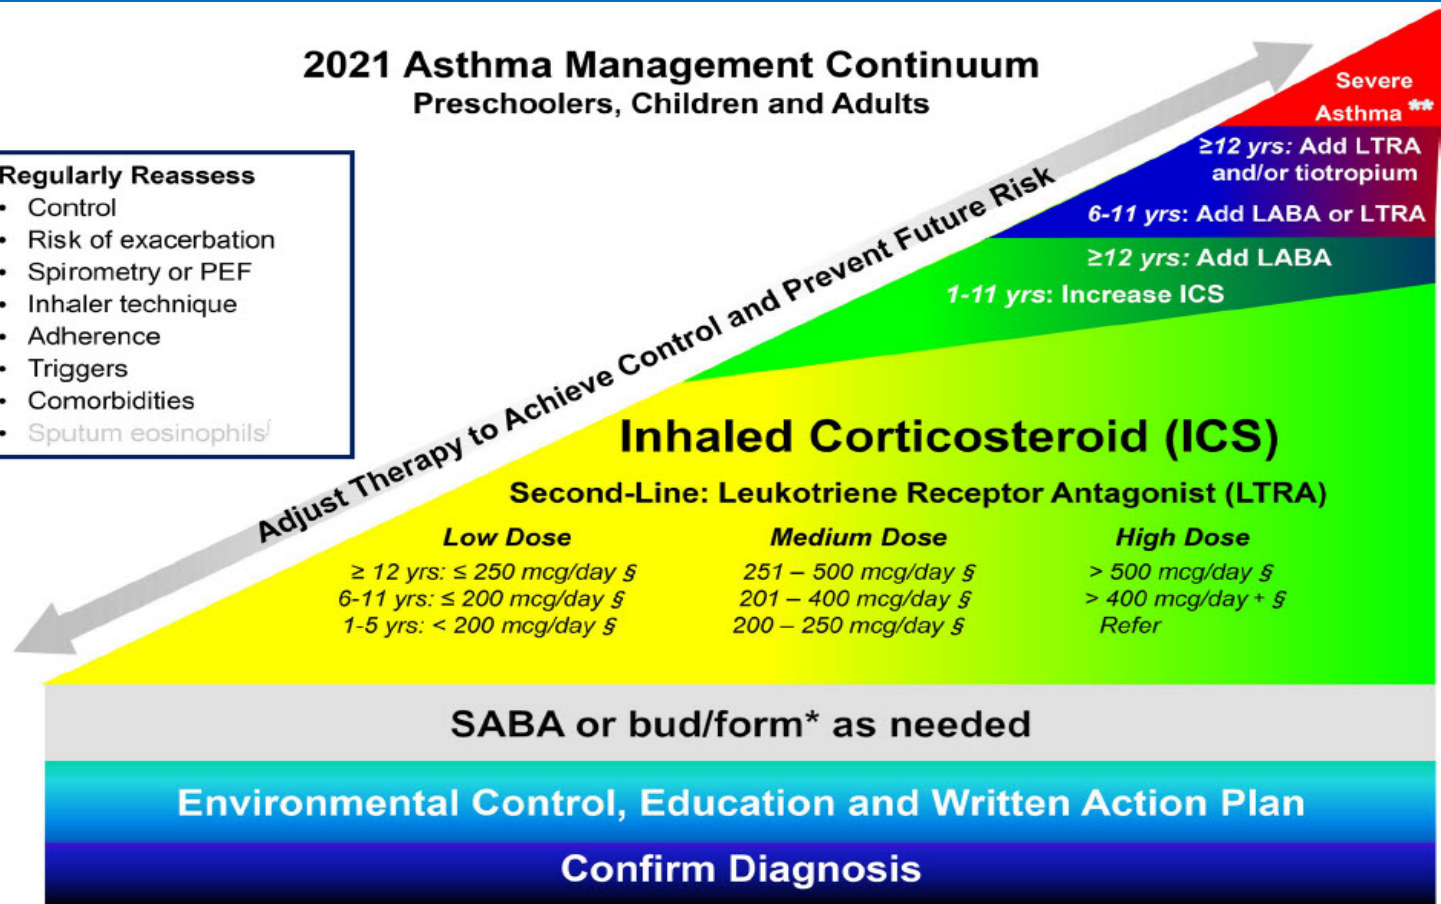 2021 Asthma Management Continuum
Preschoolers, Children and Adults
Regularly Reassess
• Control
• Risk of exacerbation
• Spirometry or PEF
• Inhaler technique
• Adherence
• Triggers
• Comorbidities
• Sputum eosinophils∫
Adjust Therapy to Achieve Control and Prevent Future Risk
Severe
Asthma **
≥12 yrs: Add LTRA
and/or tiotropium
6-11 yrs: Add LABA or LTRA
≥12 yrs: Add LABA
1-11 yrs: Increase ICS
Inhaled Corticosteroid (ICS)
Second-Line: Leukotriene Receptor Antagonist (LTRA)
Low Dose Medium Dose High Dose
≥ 12 yrs: ≤ 250 mcg/day § 251 – 500 mcg/day § > 500 mcg/day §
6-11 yrs: ≤ 200 mcg/day § 201 – 400 mcg/day § > 400 mcg/day + §
1-5 yrs: < 200 mcg/day § 200 – 250 mcg/day § Refer
SABA or bud/form* as needed
Environmental Control, Education and Written Action Plan
Confirm Diagnosis